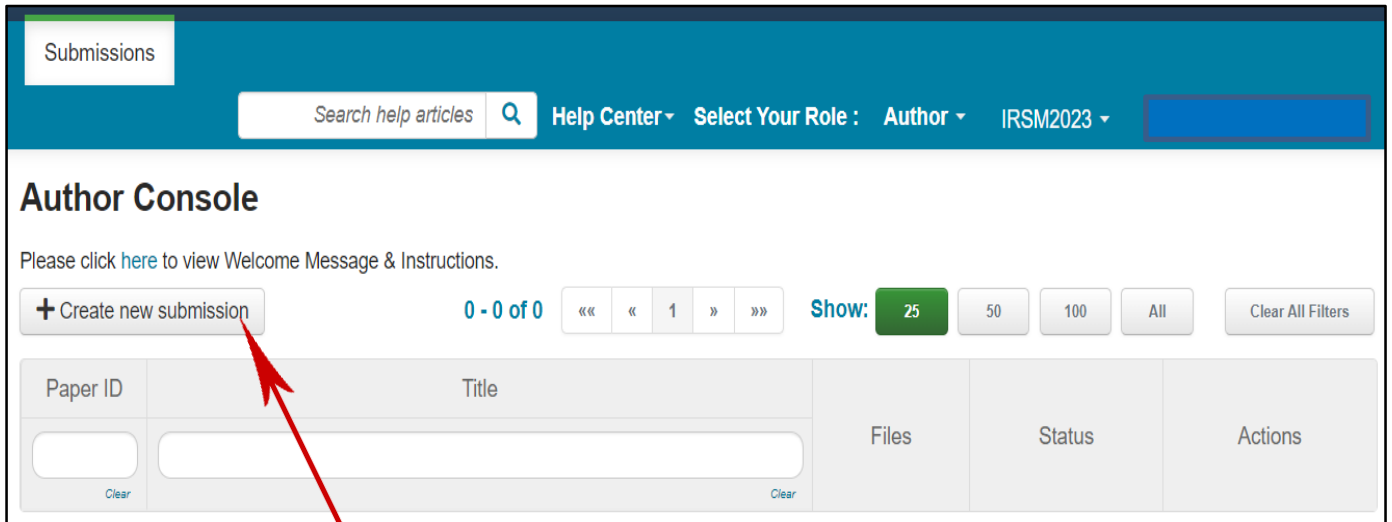 Submissions
Search help articles Help Center Select Your Role : Author IRSM2023
Author Console
Please click here to view Welcome Message & Instructions.
+ Create new submission 0 - 0 of 0 «« « 1 » »» Show: 25 50 100 All Clear All Filters
Paper ID Title Files Status Actions
Clear Clear